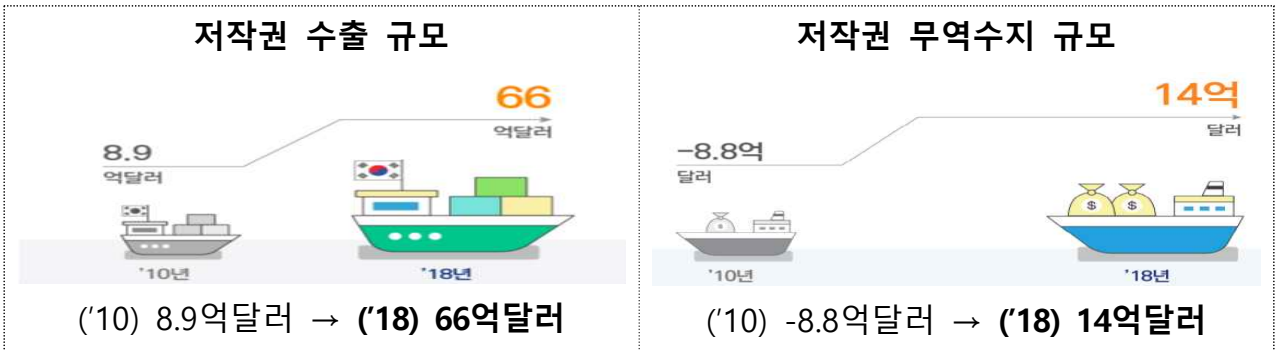 저작권 수출 규모
66
억달러
8.9
억달러
'10년
'18년
('10) 8.9억달러 → ('18) 66억달러
저작권 무역수지 규모
14억
달러
-8.8억
달러
$
$ $
'10년
'18년
('10) -8.8억달러 → ('18) 14억달러